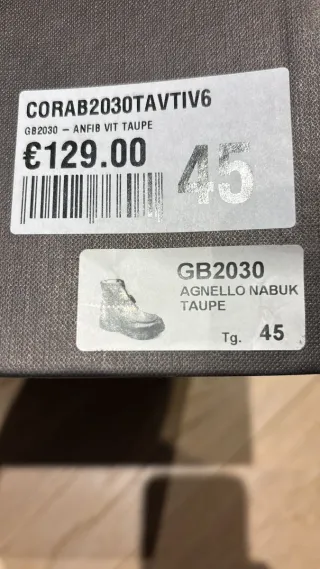 CORAB2030TAVTIV6
GB2030 – ANFIB VIT TAUPE
€129.00
45
GB2030
AGNELLO NABUK
TAUPE
Tg. 45